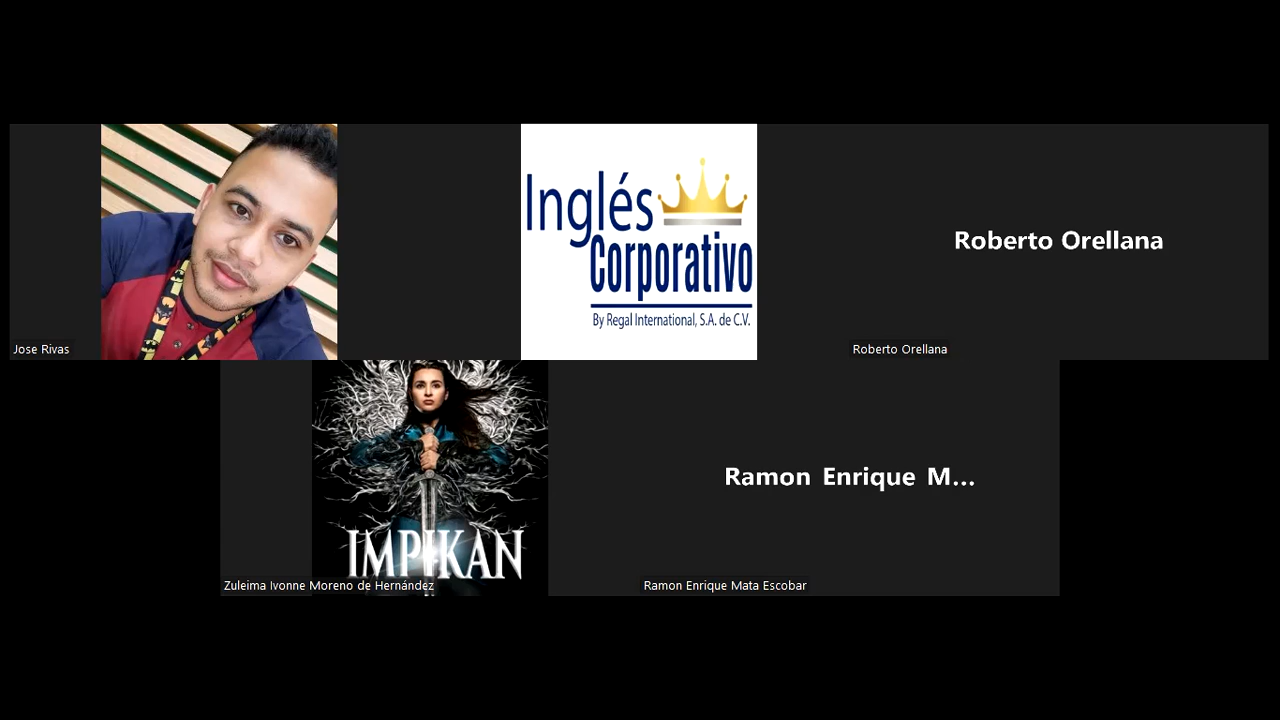 Jose Rivas
Inglés
Corporativo
By Regal International, S.A. de C.V.
Roberto Orellana
Roberto Orellana
IMPIKAN
Zuleima Ivonne Moreno de Hernández
Ramon Enrique M...
Ramon Enrique Mata Escobar